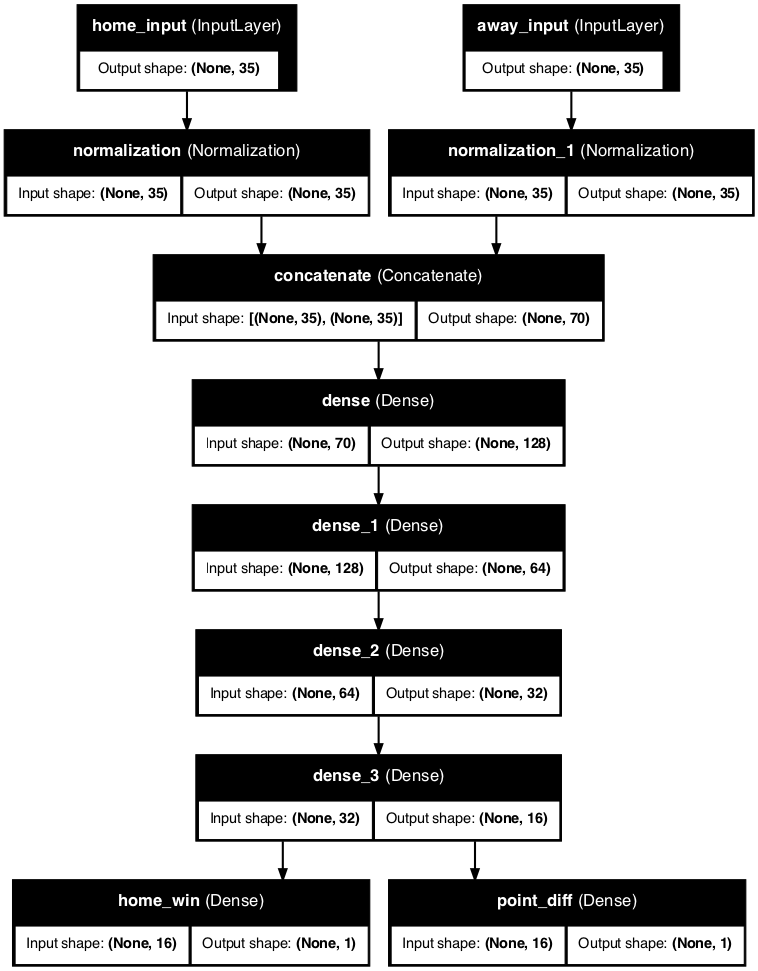 home_input (InputLayer)
away_input (InputLayer)
Output shape: (None, 35)
Output shape: (None, 35)
normalization (Normalization)
normalization_1 (Normalization)
Input shape: (None, 35)
Output shape: (None, 35)
Input shape: (None, 35)
Output shape: (None, 35)
concatenate (Concatenate)
Input shape: [(None, 35), (None, 35)]
Output shape: (None, 70)
dense (Dense)
Input shape: (None, 70)
Output shape: (None, 128)
dense_1 (Dense)
Input shape: (None, 128)
Output shape: (None, 64)
dense_2 (Dense)
Input shape: (None, 64)
Output shape: (None, 32)
dense_3 (Dense)
Input shape: (None, 32)
Output shape: (None, 16)
home_win (Dense)
point_diff (Dense)
Input shape: (None, 16)
Output shape: (None, 1)
Input shape: (None, 16)
Output shape: (None, 1)